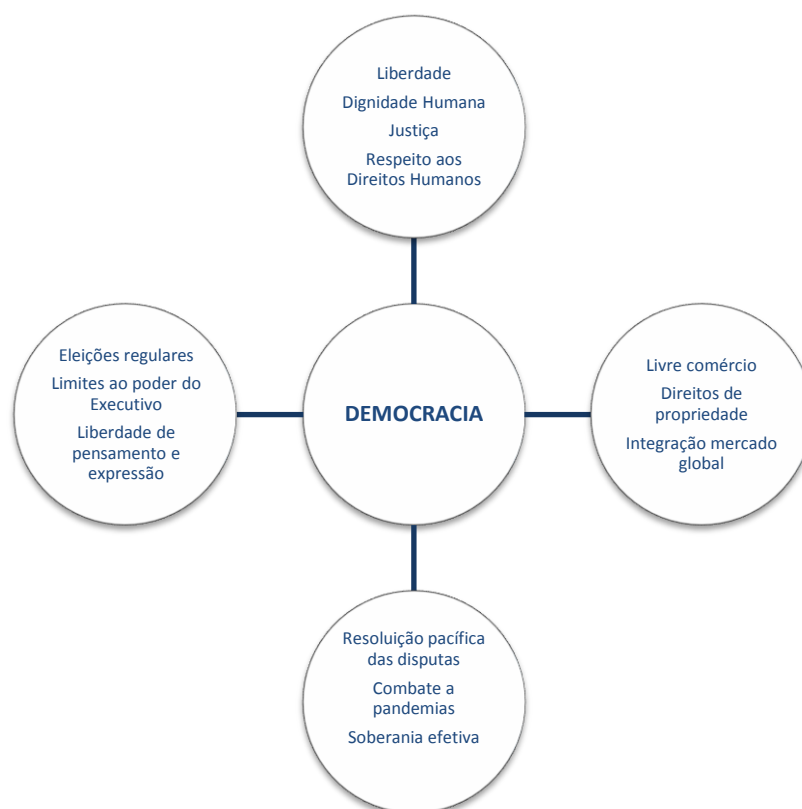 Liberdade
Dignidade Humana
Justiça
Respeito aos
Direitos Humanos
Eleições regulares
Limites ao poder do
Executivo
Liberdade de
pensamento e
expressão
DEMOCRACIA
Livre comércio
Direitos de
propriedade
Integração mercado
global
Resoluição pacífica
das disputas
Combate a
pandemias
Soberania efetiva